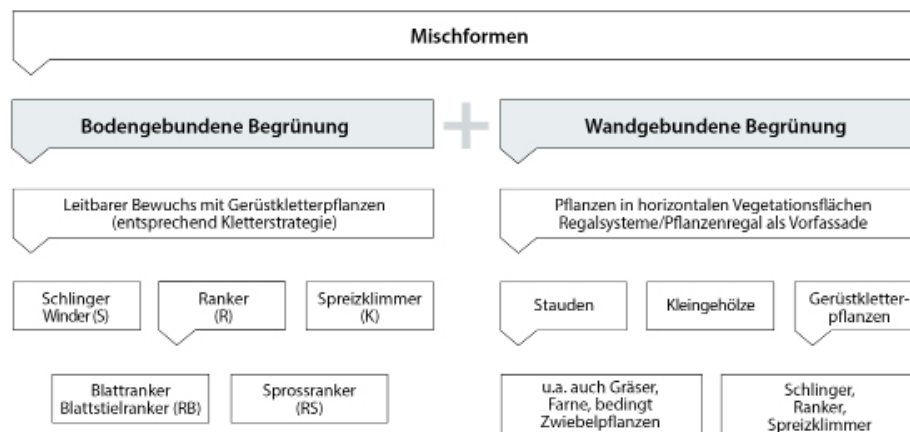 Mischformen
Bodengebundene Begrünung
+
Wandgebundene Begrünung
Leitbarer Bewuchs mit Gerüstkletterpflanzen
(entsprechend Kletterstrategie)
Pflanzen in horizontalen Vegetationsflächen
Regalsysteme/Pflanzenregal als Vorfassade
Schlinger
Winder (S)
Ranker
(R)
Spreizklimmer
(K)
Stauden
Kleingehölze
Gerüstkletter-
pflanzen
Blattranker
Blattstielranker (RB)
Sprossranker
(RS)
u.a. auch Gräser,
Farne, bedingt
Zwiebelpflanzen
Schlinger,
Ranker,
Spreizklimmer